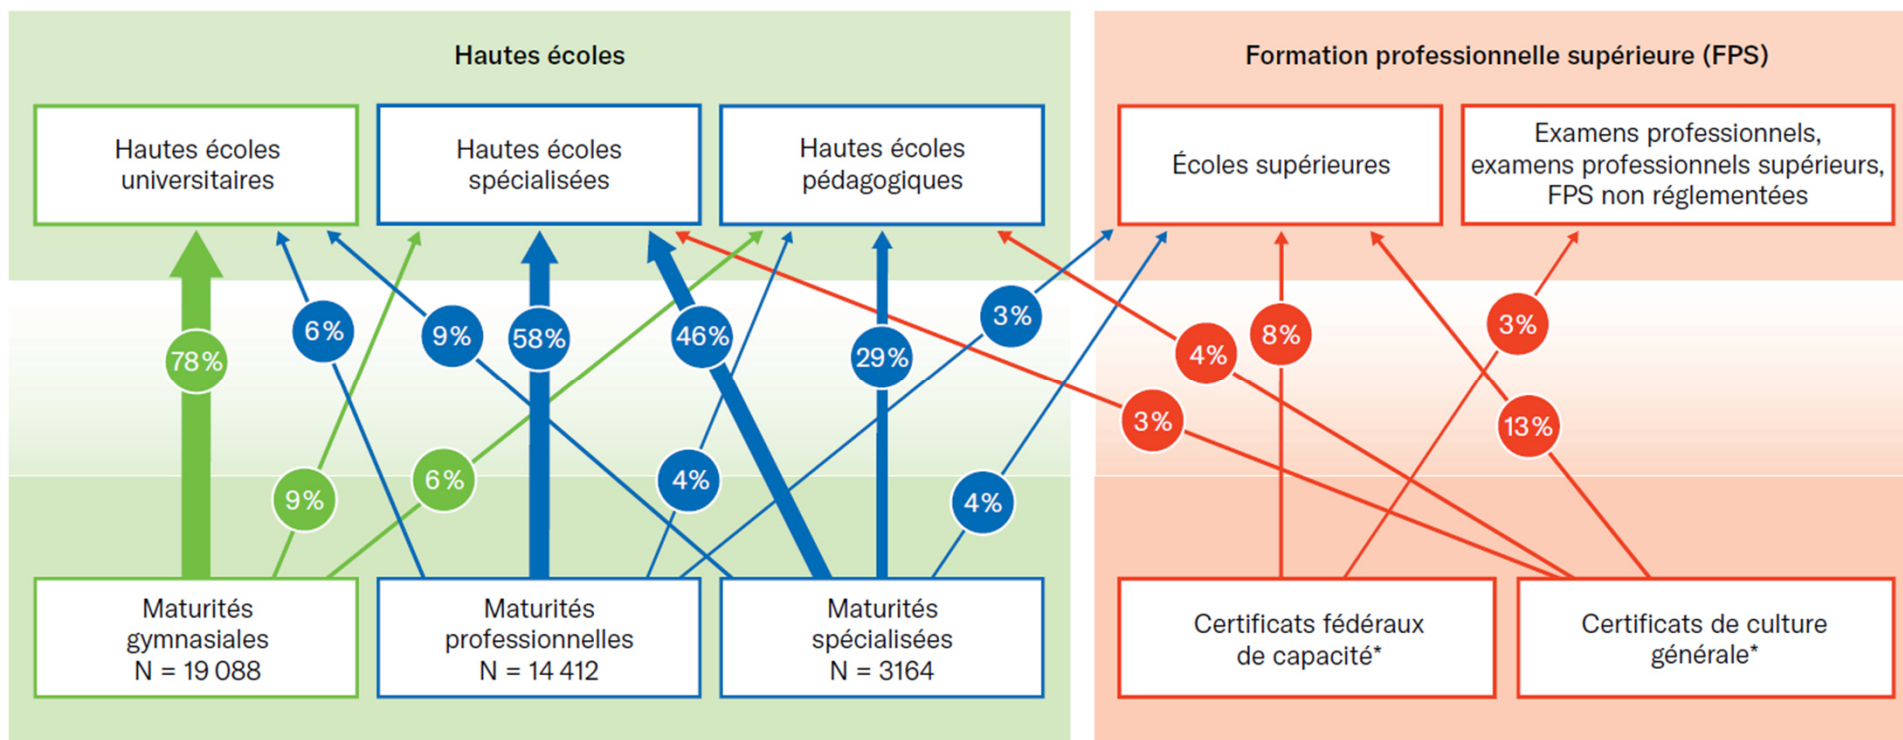 Hautes écoles
Formation professionnelle supérieure (FPS)
Hautes écoles
universitaires
Hautes écoles
spécialisées
Hautes écoles
pédagogiques
Écoles supérieures
Examens professionnels,
examens professionnels supérieurs,
FPS non réglementées
78%
6%
9%
58%
46%
29%
3%
4%
8%
3%
9%
6%
4%
4%
3%
13%
Maturités
gymnasiales
N = 19 088
Maturités
professionnelles
N = 14 412
Maturités
spécialisées
N = 3164
Certificats fédéraux
de capacité*
Certificats de culture
générale*